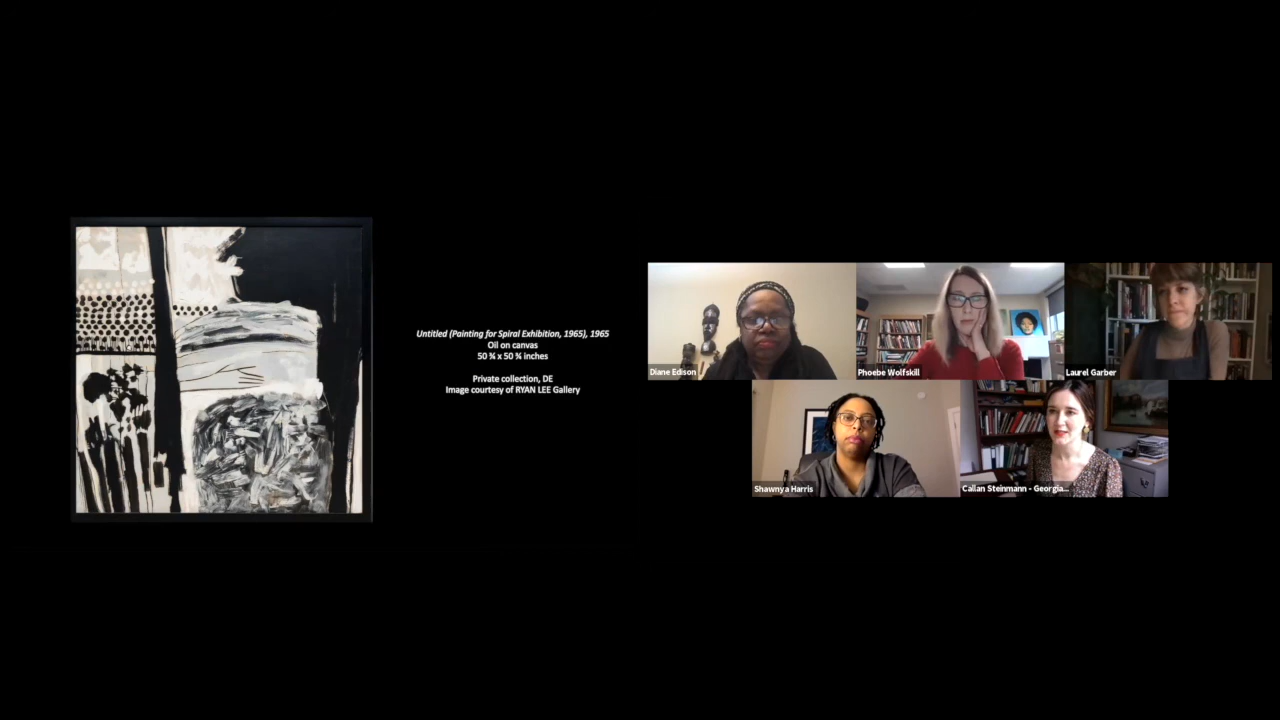 Untitled (Painting for Spiral Exhibition, 1965), 1965
Oil on canvas
50 ¾ x 50 ¾ inches
Private collection, DE
Image courtesy of RYAN LEE Gallery
Diane Edison
Phoebe Wolfskill
Laurel Garber
Shawnya Harris
Callan Steinmann - Georgia...